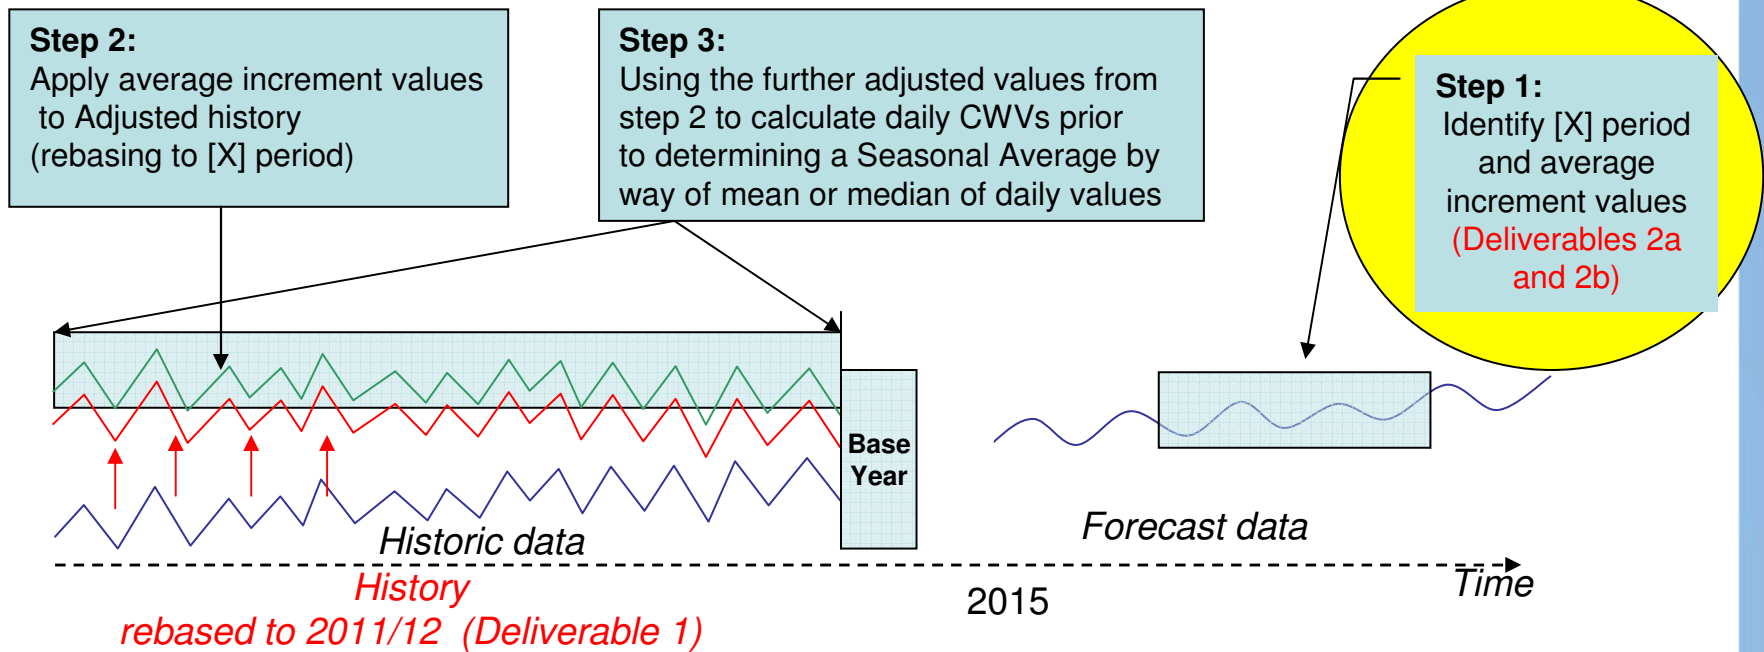 Step 2:
Apply average increment values
to Adjusted history
(rebasing to [X] period)
Step 3:
Using the further adjusted values from
step 2 to calculate daily CWVs prior
to determining a Seasonal Average by
way of mean or median of daily values
Step 1:
Identify [X] period
and average
increment values
(Deliverables 2a
and 2b)
Base
Year
Historic data
Forecast data
Time
History
rebased to 2011/12 (Deliverable 1)
2015